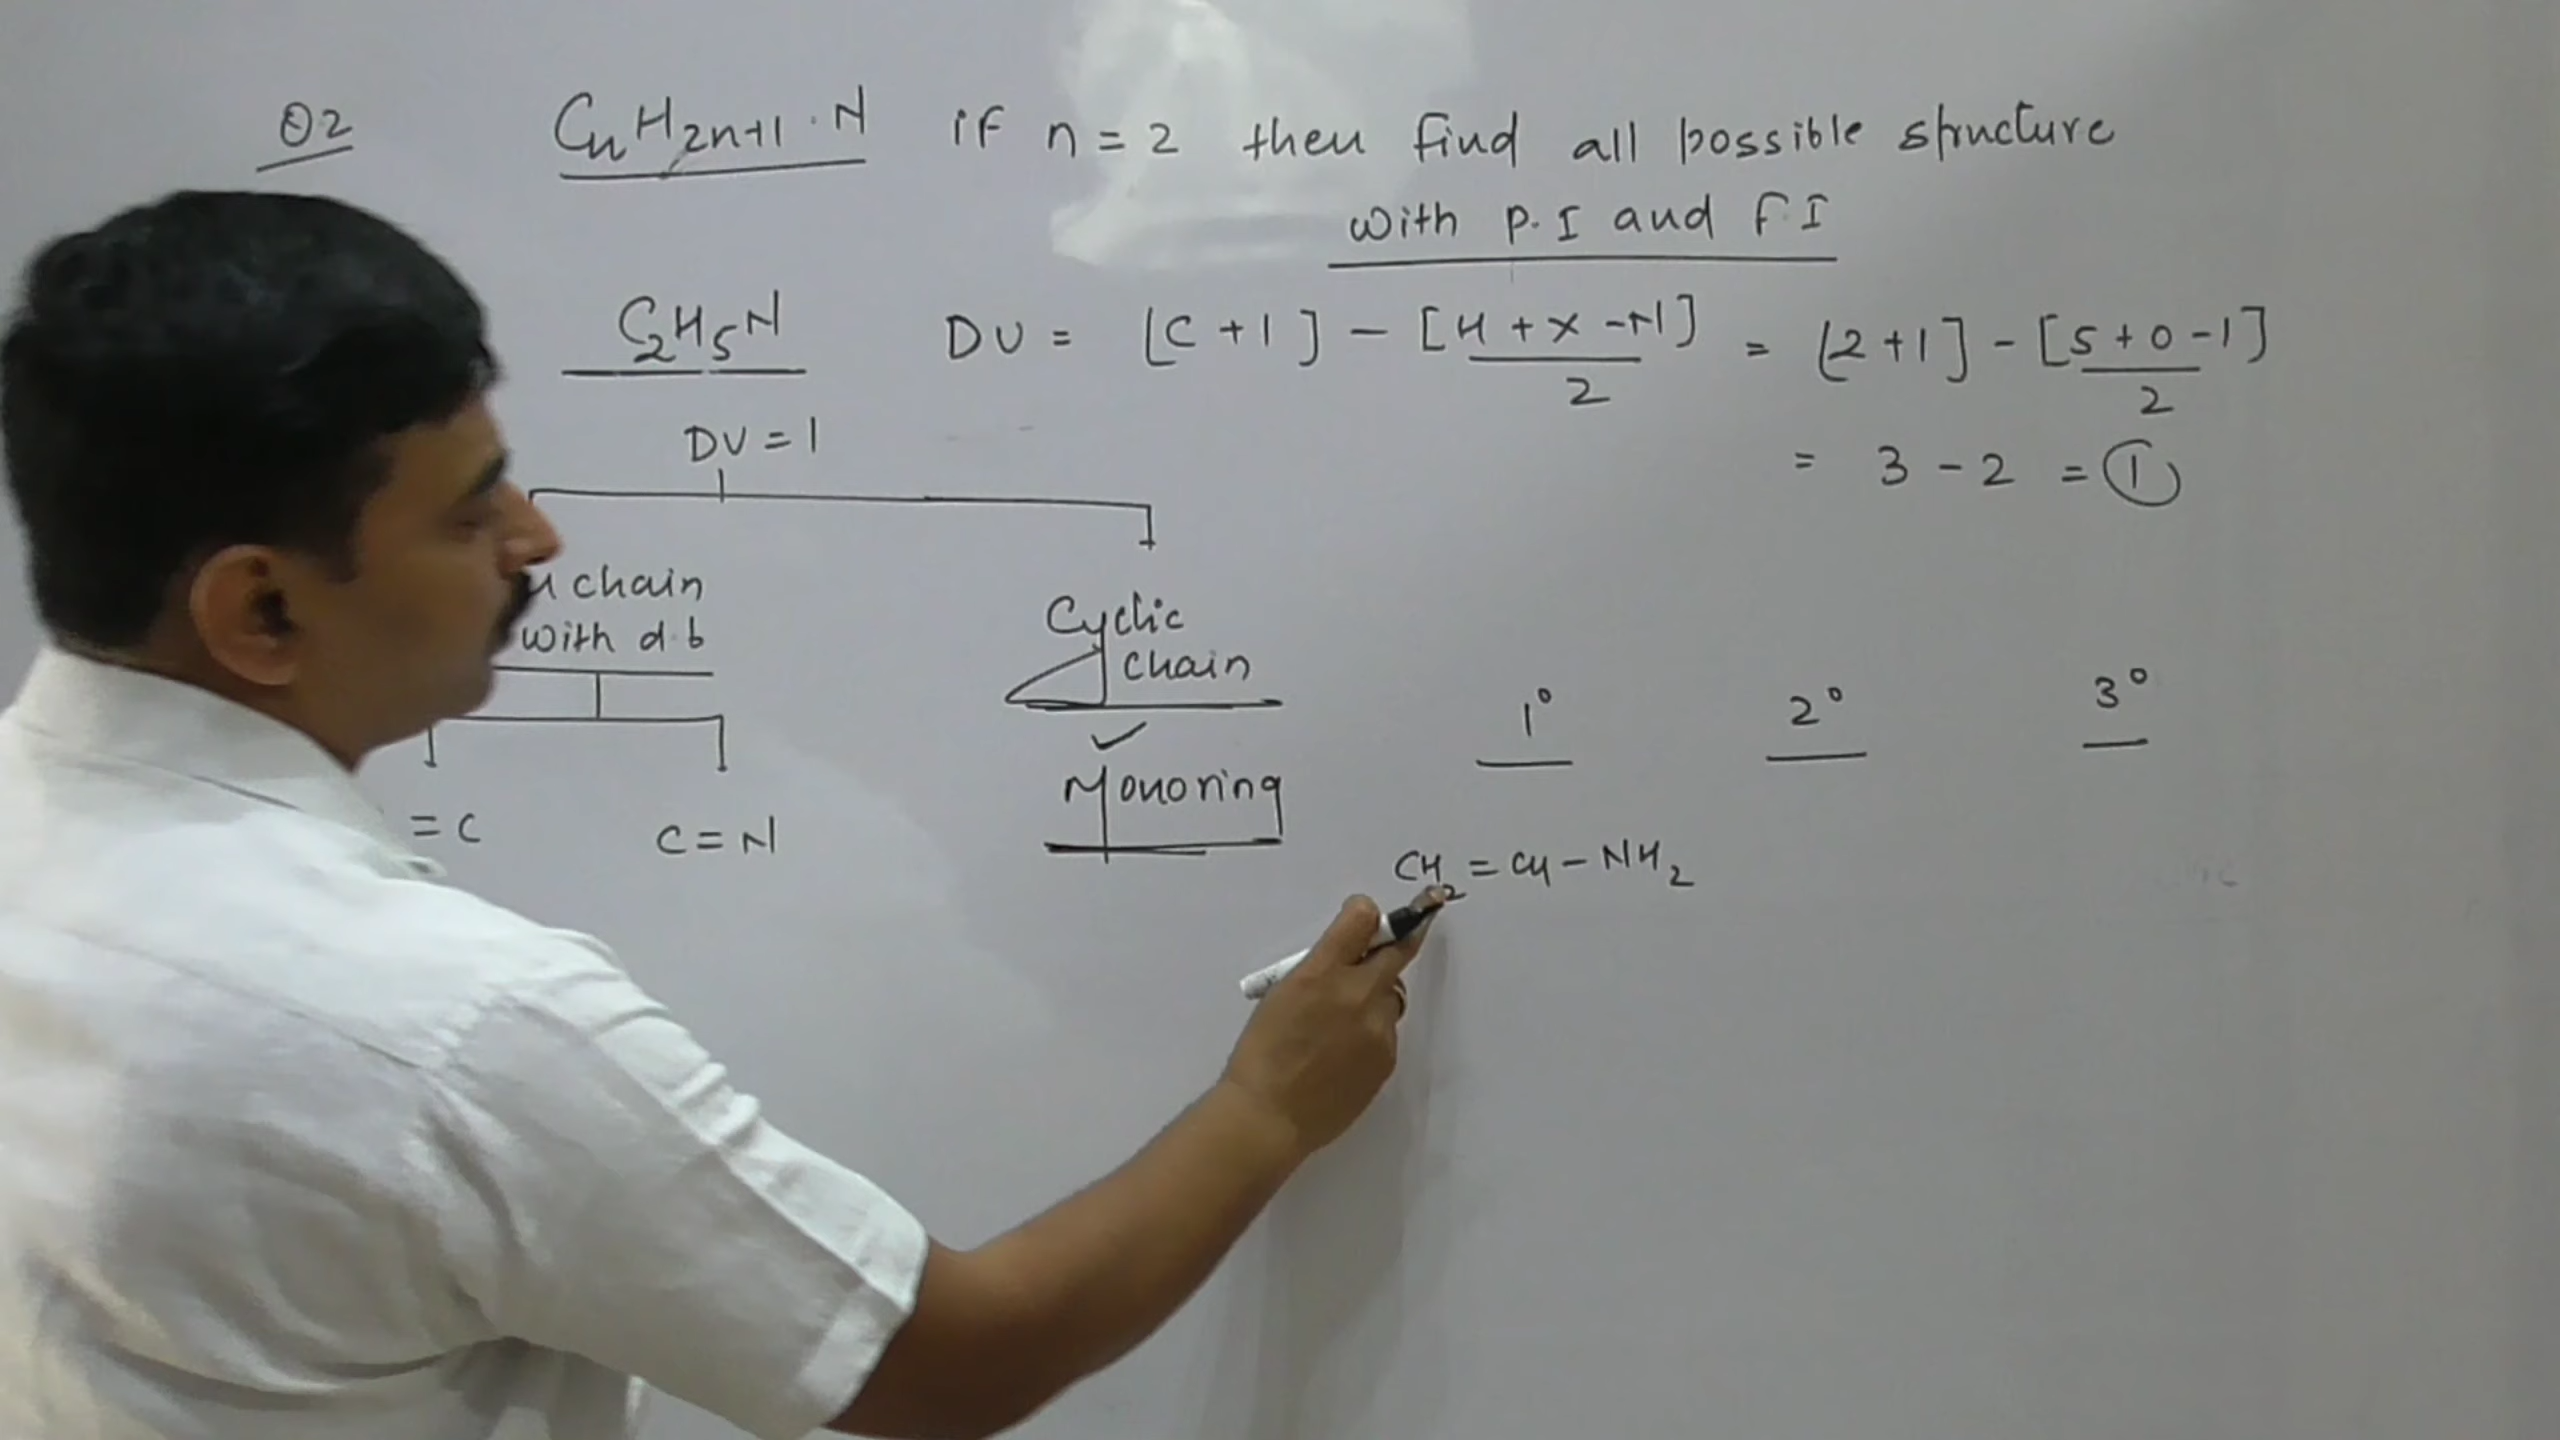 Q2 CnH2n+1·N if n = 2 then find all possible structure
with P.I and F I
C2H5N DU = [C + 1] - [H + X - N] / 2 = [2 + 1] - [5 + 0 - 1] / 2
DU = 1
= 3 - 2 = 1
chain
with d.b
Cyclic
chain
1° 2° 3°
Monoring
= C C = N
CH2 = CH - NH2